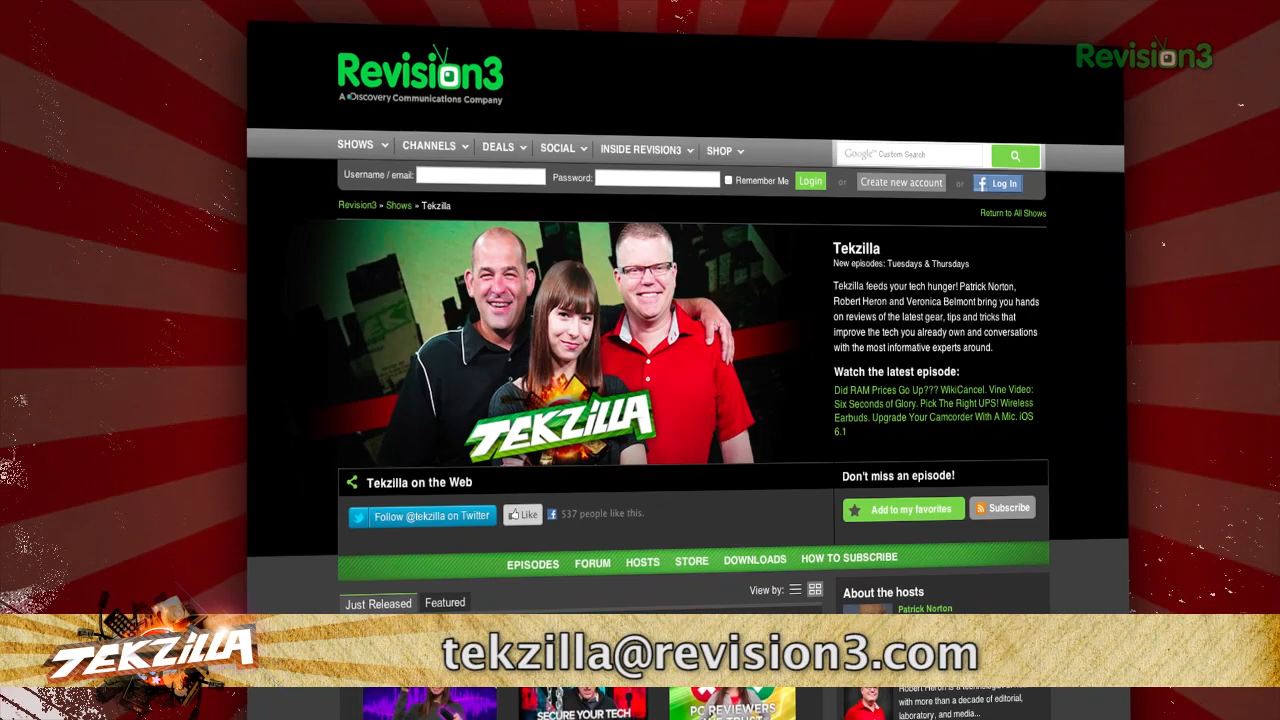 Revision3
A Discovery Communications Company
Revision3
SHOWS CHANNELS DEALS SOCIAL INSIDE REVISION3 SHOP
Google™ Custom Search
Username / email: Password: Remember Me Login or Create new account or f Log In
Revision3 » Shows » Tekzilla
Return to All Shows
Tekzilla
New episodes: Tuesdays & Thursdays
Tekzilla feeds your tech hunger! Patrick Norton,
Robert Heron and Veronica Belmont bring you hands
on reviews of the latest gear, tips and tricks that
improve the tech you already own and conversations
with the most informative experts around.
Watch the latest episode:
Did RAM Prices Go Up??? WikiCancel. Vine Video:
Six Seconds of Glory. Pick The Right UPS! Wireless
Earbuds. Upgrade Your Camcorder With A Mic. iOS
6.1
TEKZILLA
Tekzilla on the Web
Follow @tekzilla on Twitter
Like
f 537 people like this.
Don't miss an episode!
Add to my favorites
Subscribe
EPISODES FORUM HOSTS STORE DOWNLOADS HOW TO SUBSCRIBE
Just Released Featured
View by:
About the hosts
Patrick Norton
TEKZILLA
tekzilla@revision3.com
SECURE YOUR TECH
PC REVIEWERS
with more than a decade of editorial,
laboratory, and media...